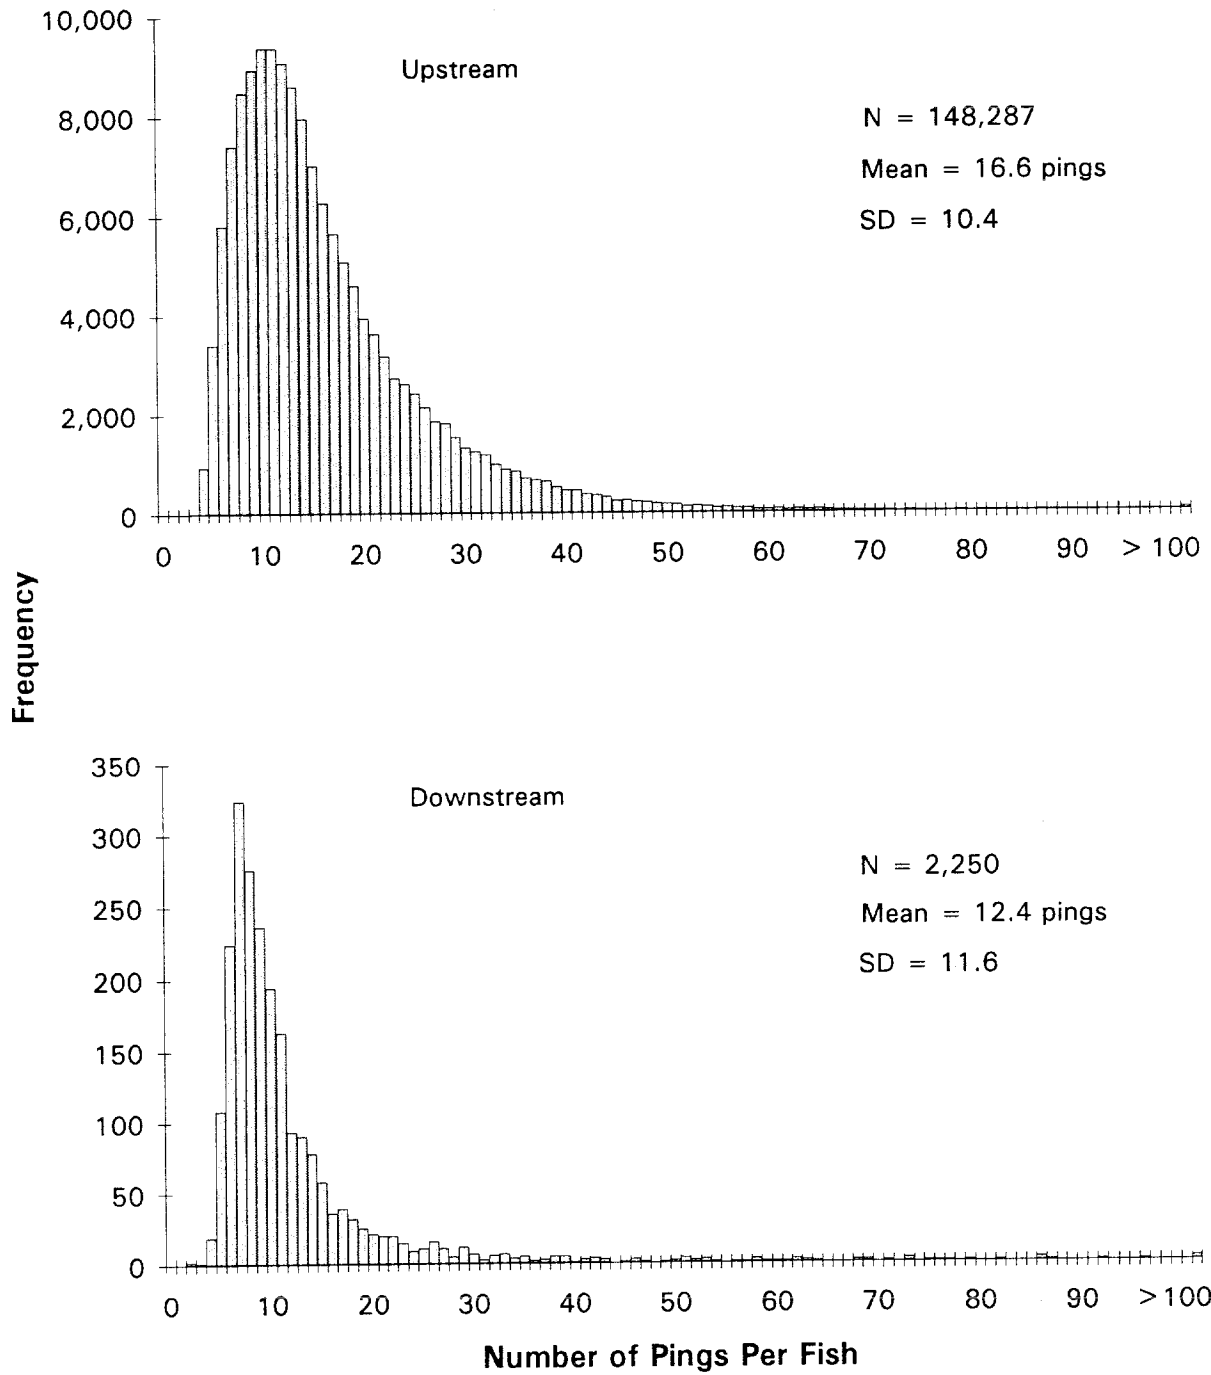 10,000
Upstream
8,000
N = 148,287
Mean = 16.6 pings
6,000
SD = 10.4
4,000
2,000
0
0 10 20 30 40 50 60 70 80 90 > 100
Frequency
350
Downstream
300
N = 2,250
250
Mean = 12.4 pings
200
SD = 11.6
150
100
50
0
0 10 20 30 40 50 60 70 80 90 > 100
Number of Pings Per Fish